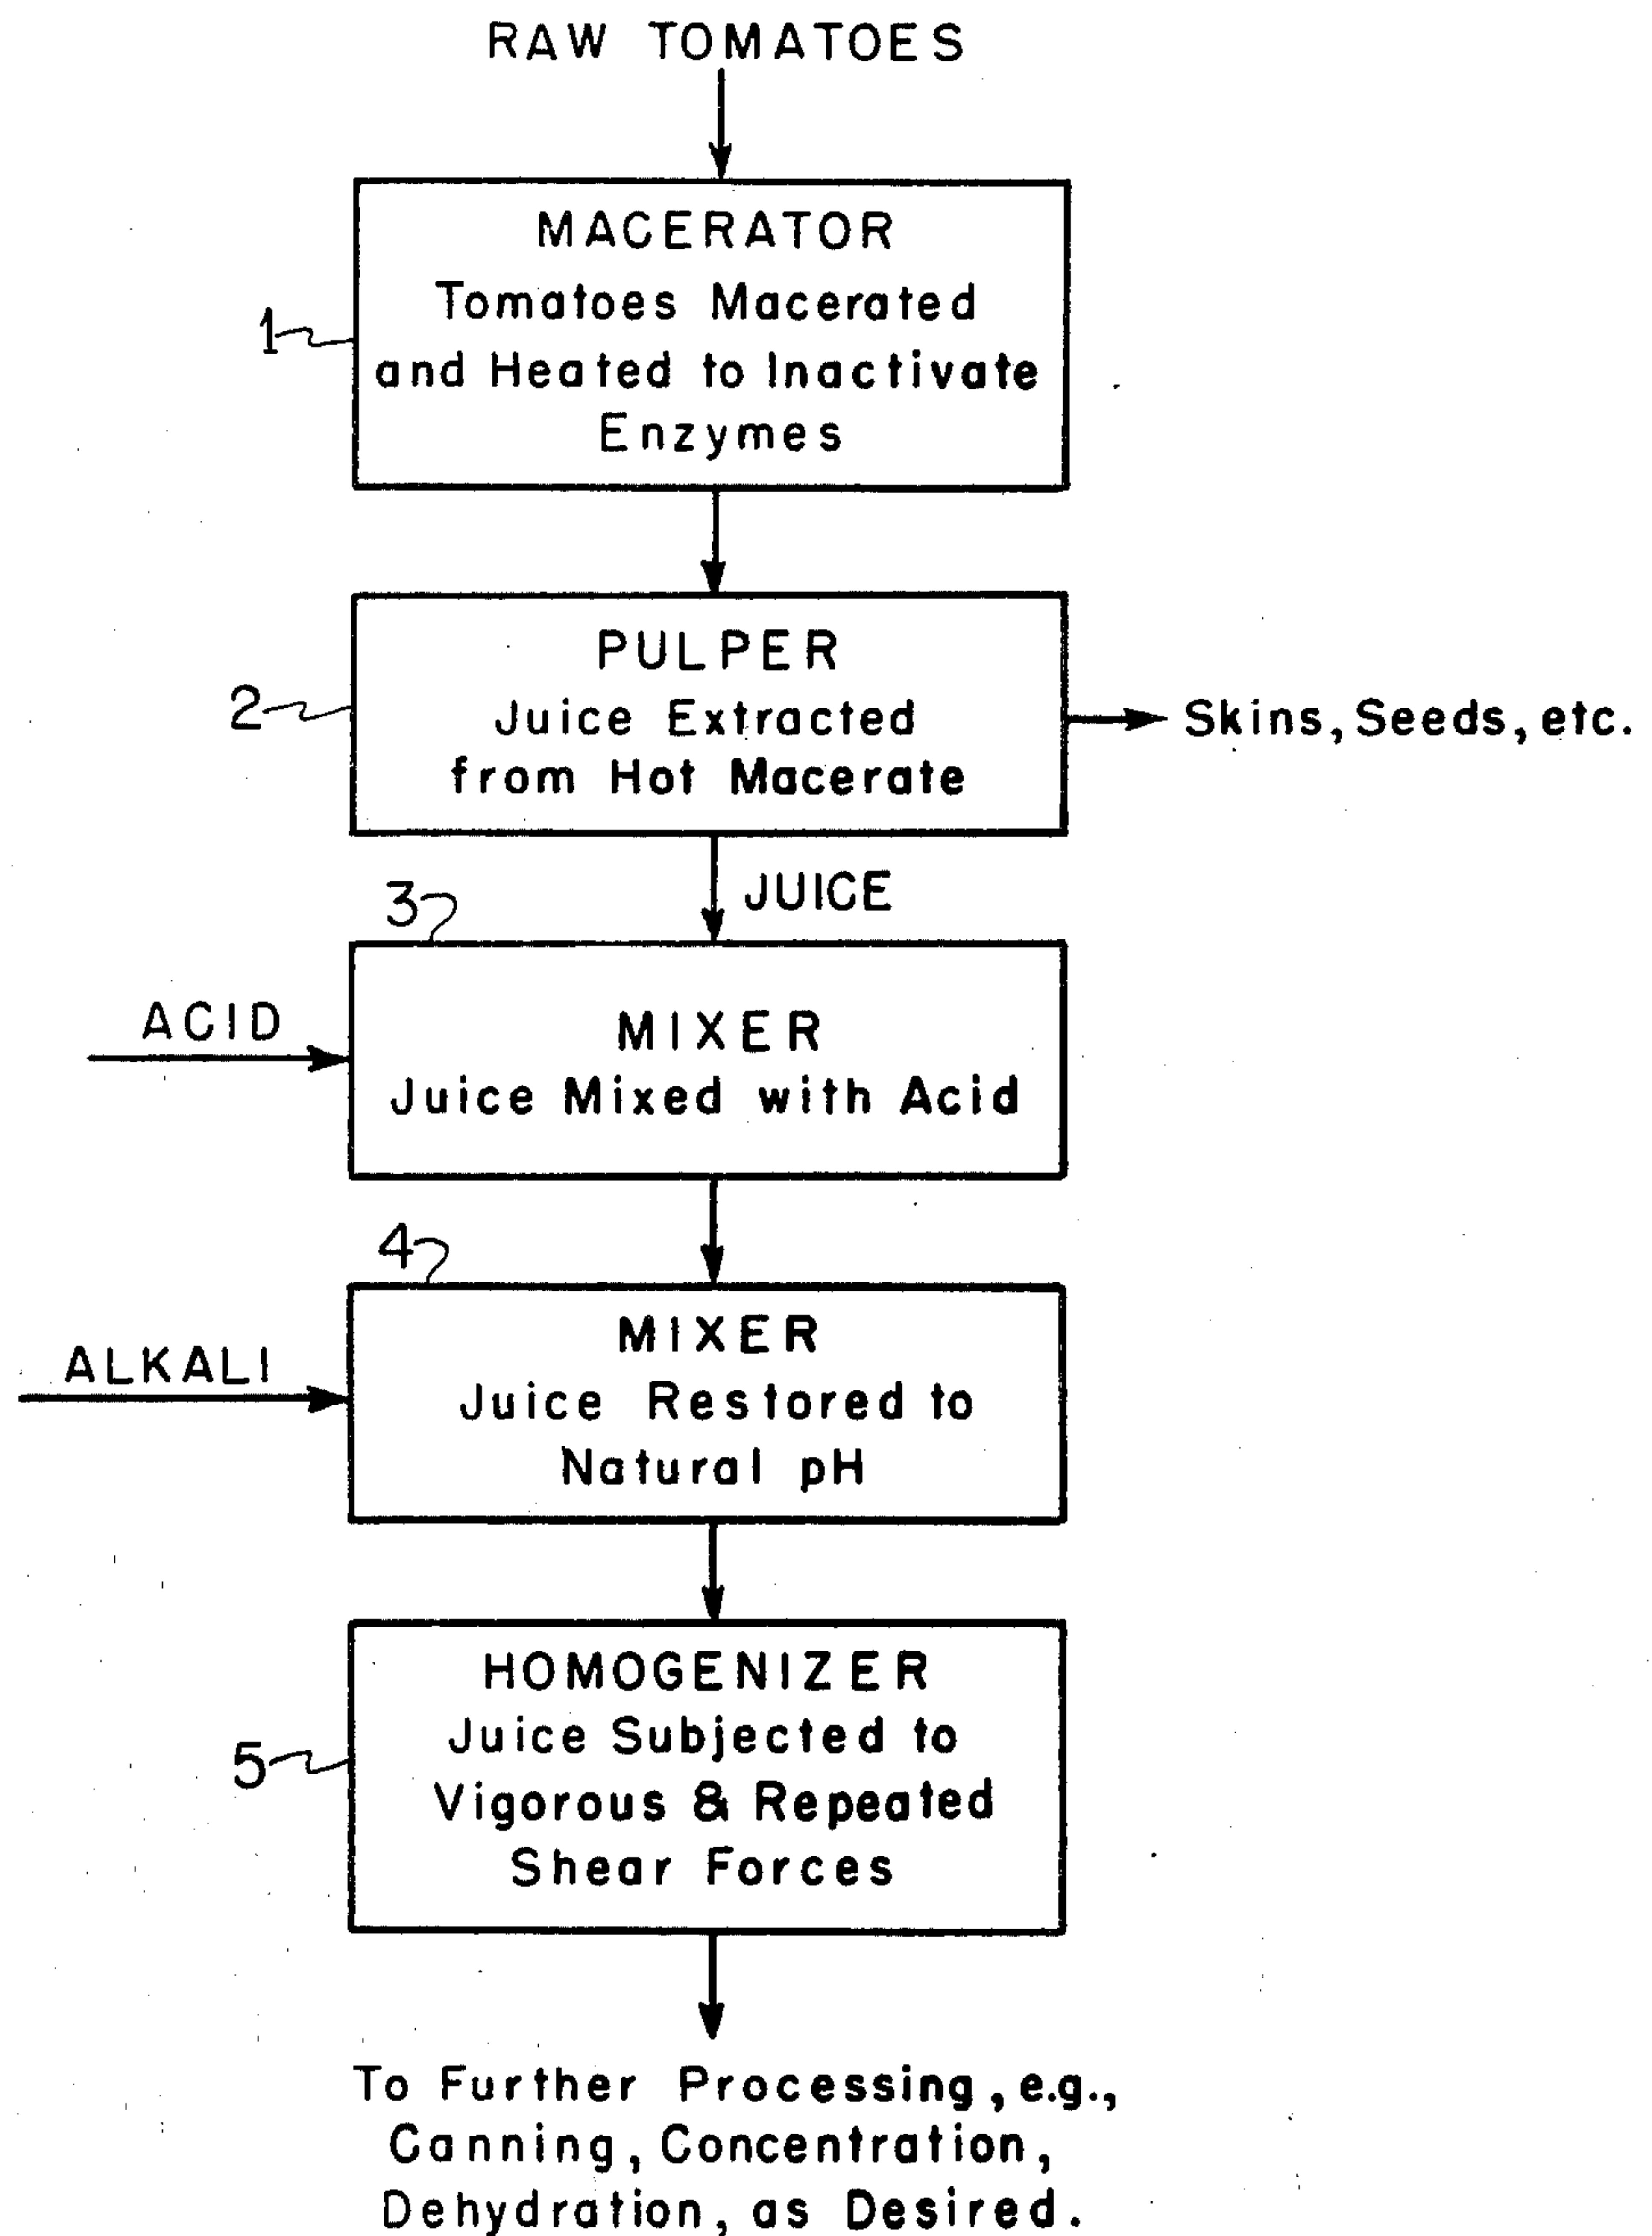 RAW TOMATOES
MACERATOR
Tomatoes Macerated
and Heated to Inactivate
Enzymes
1
PULPER
Juice Extracted
from Hot Macerate
2
Skins, Seeds, etc.
JUICE
3
ACID
MIXER
Juice Mixed with Acid
4
ALKALI
MIXER
Juice Restored to
Natural pH
HOMOGENIZER
Juice Subjected to
Vigorous & Repeated
Shear Forces
5
To Further Processing, e.g.,
Canning, Concentration,
Dehydration, as Desired.